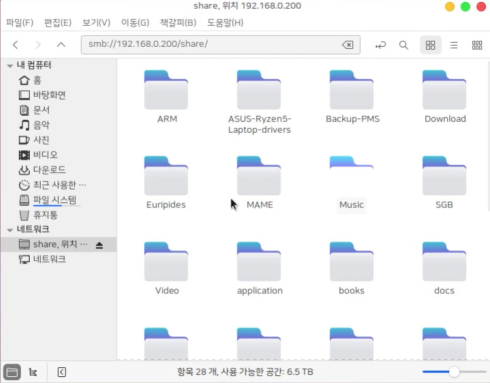 share, 위치 192.168.0.200
파일(F) 편집(E) 보기(V) 이동(G) 책갈피(B) 도움말(H)
smb://192.168.0.200/share/
내 컴퓨터
홈
바탕화면
문서
음악
사진
비디오
다운로드
최근 사용한 …
파일 시스템
휴지통
네트워크
share, 위치 …
네트워크
ARM
ASUS-Ryzen5-
Laptop-drivers
Backup-PMS
Download
Euripides
MAME
Music
SGB
Video
application
books
docs
항목 28 개, 사용 가능한 공간: 6.5 TB